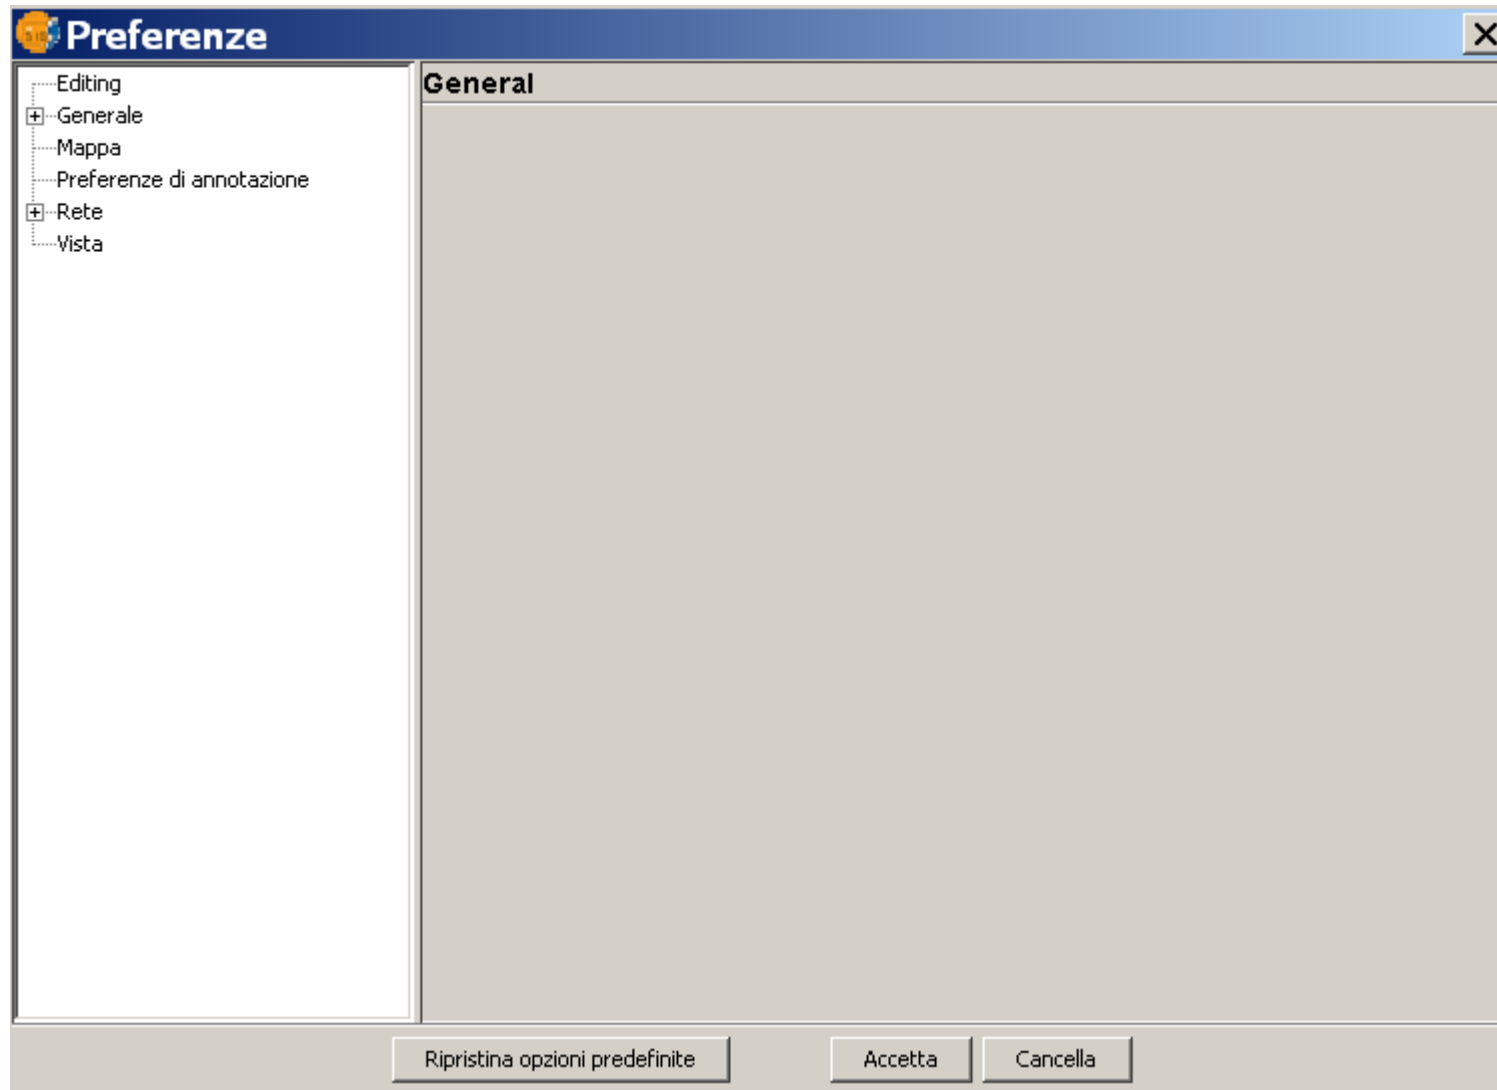 Preferenze
Editing
Generale
Mappa
Preferenze di annotazione
Rete
Vista
General
Ripristina opzioni predefinite
Accetta
Cancella